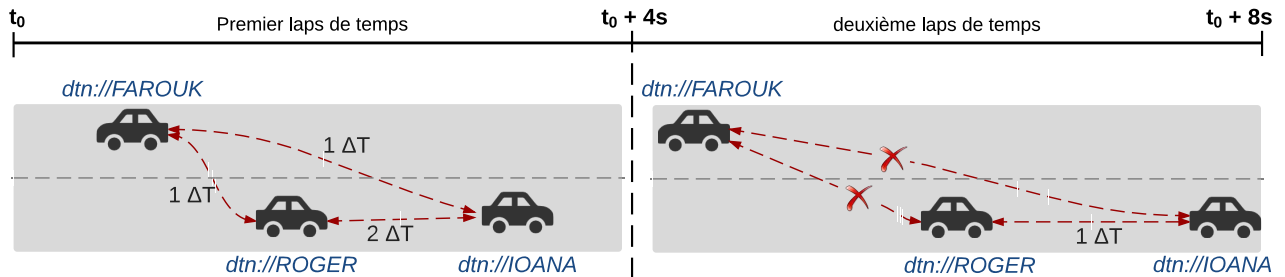 t0 Premier laps de temps t0 + 4s deuxième laps de temps t0 + 8s
dtn://FAROUK dtn://FAROUK
1 ΔT
1 ΔT
2 ΔT 1 ΔT
dtn://ROGER dtn://IOANA dtn://ROGER dtn://IOANA